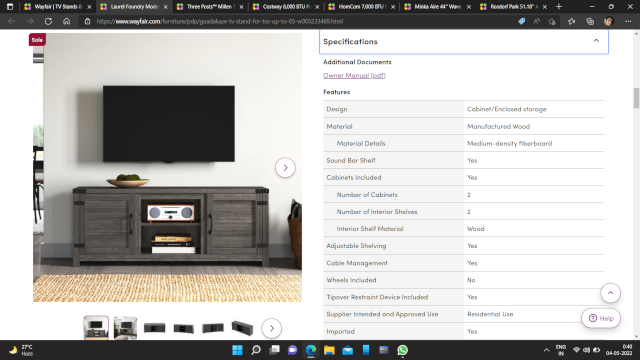 Wayfair | TV Stands &
Laurel Foundry Moder
Three Posts™ Millen T
Costway 8,000 BTU P
HomCom 7,000 BTU P
Minka Aire 44" Wave
Rosdorf Park 51.18" A
https://www.wayfair.com/furniture/pdp/guadalupe-tv-stand-for-tvs-up-to-65-w003233469.html
Sale
Specifications
Additional Documents
Owner Manual (pdf)
Features
Design Cabinet/Enclosed storage
Material Manufactured Wood
Material Details Medium-density fiberboard
Sound Bar Shelf Yes
Cabinets Included Yes
Number of Cabinets 2
Number of Interior Shelves 2
Interior Shelf Material Wood
Adjustable Shelving Yes
Cable Management Yes
Wheels Included No
Tipover Restraint Device Included Yes
Supplier Intended and Approved Use Residential Use
Imported Yes
Help
27°C
Haze
ENG
IN
0:40
04-05-2023